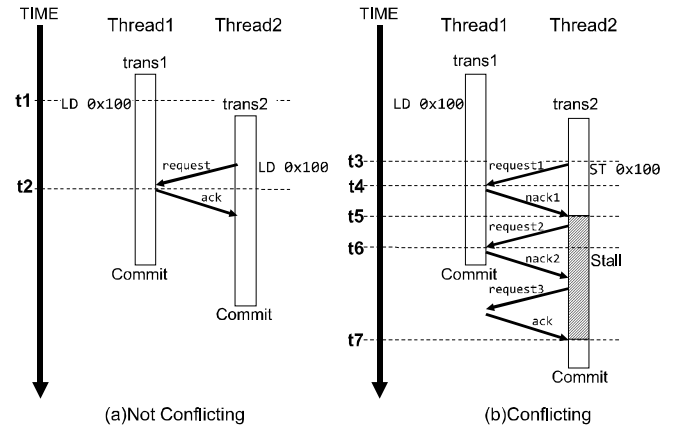 TIME
Thread1
Thread2
trans1
t1
LD 0x100
trans2
request
LD 0x100
t2
ack
Commit
Commit
(a)Not Conflicting
TIME
Thread1
Thread2
trans1
LD 0x100
trans2
t3
request1
ST 0x100
t4
nack1
t5
request2
t6
nack2
Stall
Commit
request3
ack
t7
Commit
(b)Conflicting